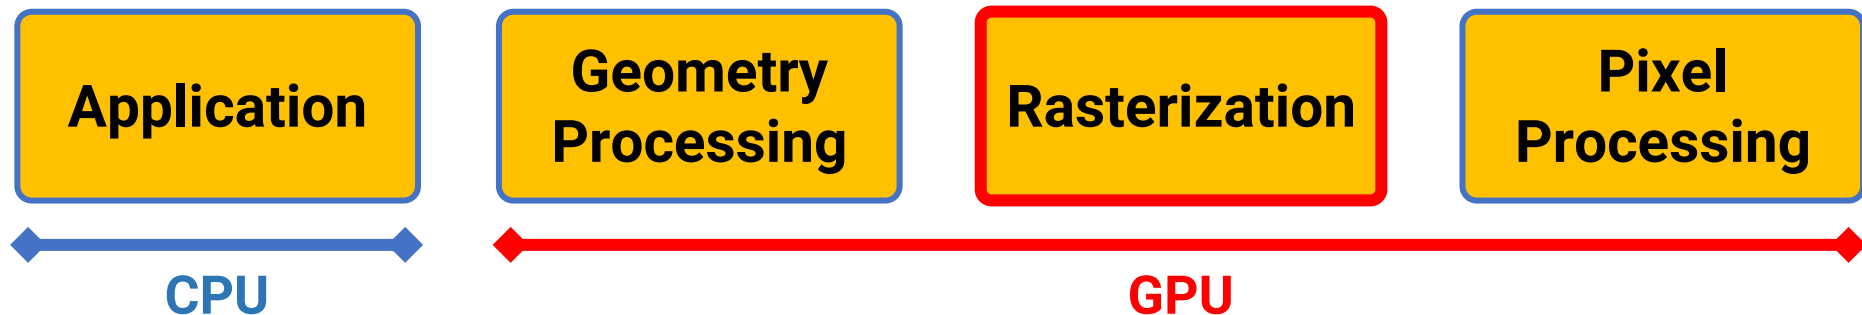 Application
Geometry
Processing
Rasterization
Pixel
Processing
CPU
GPU